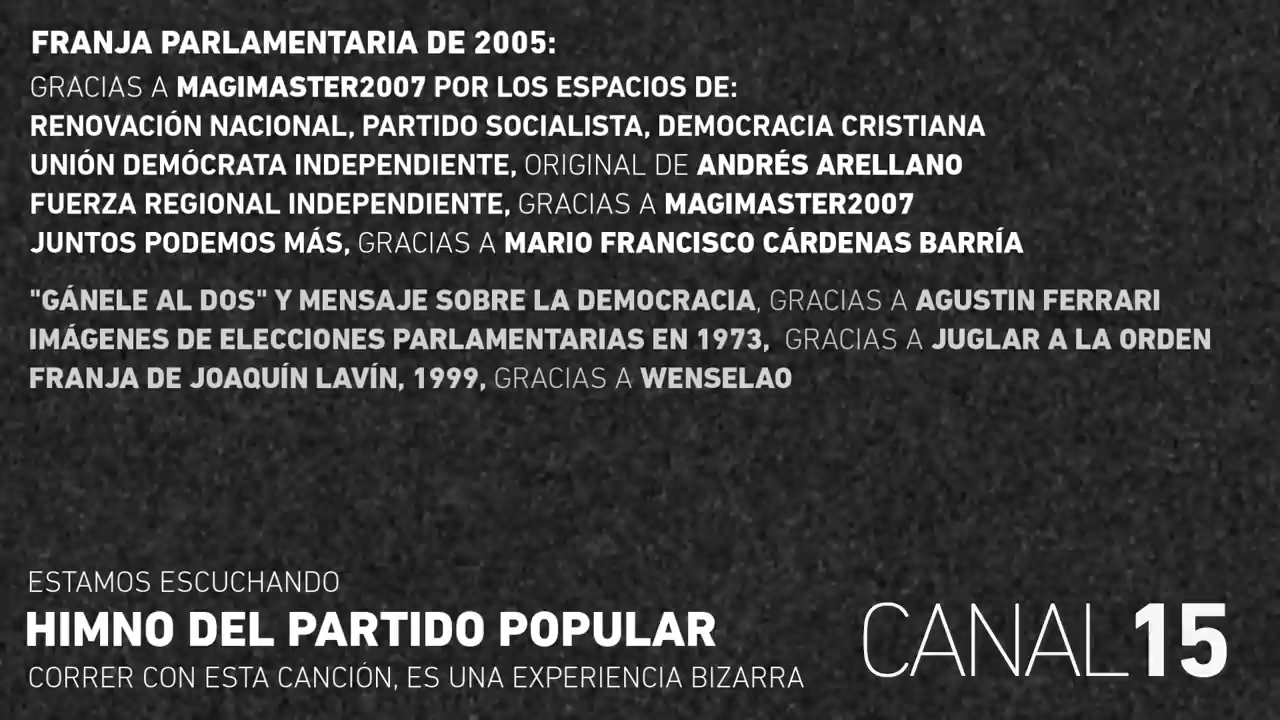 FRANJA PARLAMENTARIA DE 2005:
GRACIAS A MAGIMASTER2007 POR LOS ESPACIOS DE:
RENOVACIÓN NACIONAL, PARTIDO SOCIALISTA, DEMOCRACIA CRISTIANA
UNIÓN DEMÓCRATA INDEPENDIENTE, ORIGINAL DE ANDRÉS ARELLANO
FUERZA REGIONAL INDEPENDIENTE, GRACIAS A MAGIMASTER2007
JUNTOS PODEMOS MÁS, GRACIAS A MARIO FRANCISCO CÁRDENAS BARRÍA
"GÁNELE AL DOS" Y MENSAJE SOBRE LA DEMOCRACIA, GRACIAS A AGUSTIN FERRARI
IMÁGENES DE ELECCIONES PARLAMENTARIAS EN 1973, GRACIAS A JUGLAR A LA ORDEN
FRANJA DE JOAQUÍN LAVÍN, 1999, GRACIAS A WENSELAO
ESTAMOS ESCUCHANDO
HIMNO DEL PARTIDO POPULAR
CORRER CON ESTA CANCIÓN, ES UNA EXPERIENCIA BIZARRA
CANAL15